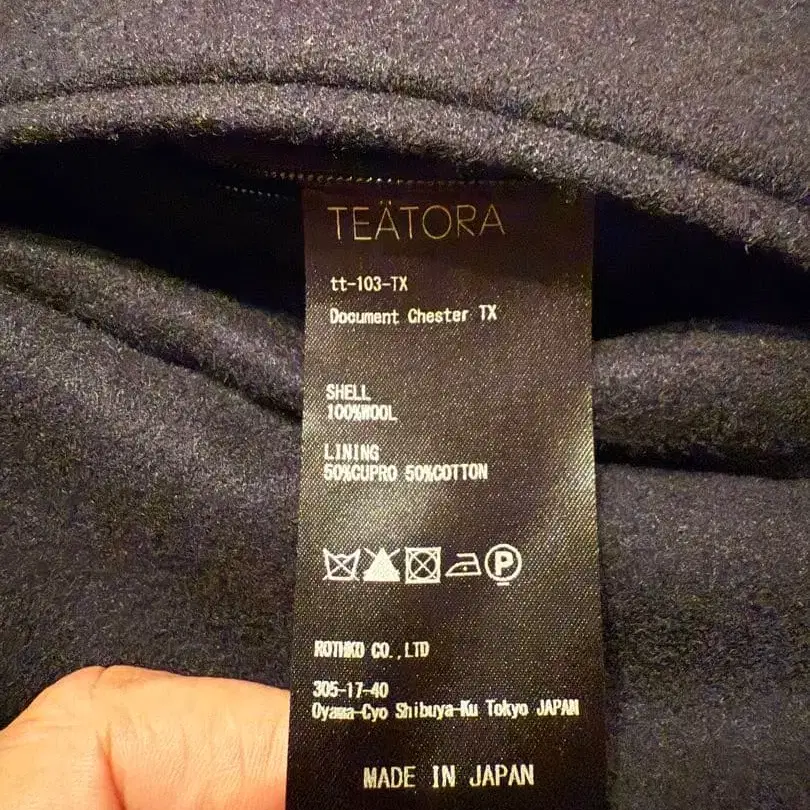 TEÄTORA
tt-103-TX
Document Chester TX
SHELL
100%WOOL
LINING
50%CUPRO 50%COTTON
P
ROTHKO CO.,LTD
305-17-40
Oyama-Cyo Shibuya-Ku Tokyo JAPAN
MADE IN JAPAN